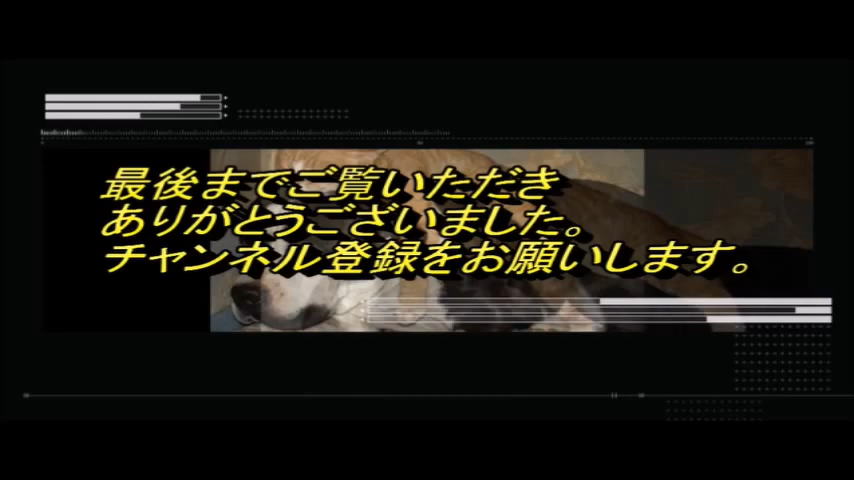 最後までご覧いただき
ありがとうございました。
チャンネル登録をお願いします。